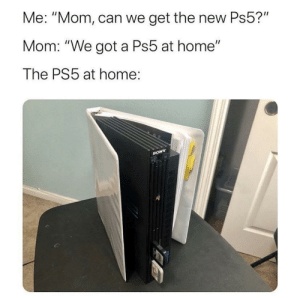 Me: "Mom, can we get the new Ps5?"
Mom: "We got a Ps5 at home"
The PS5 at home:
SONY